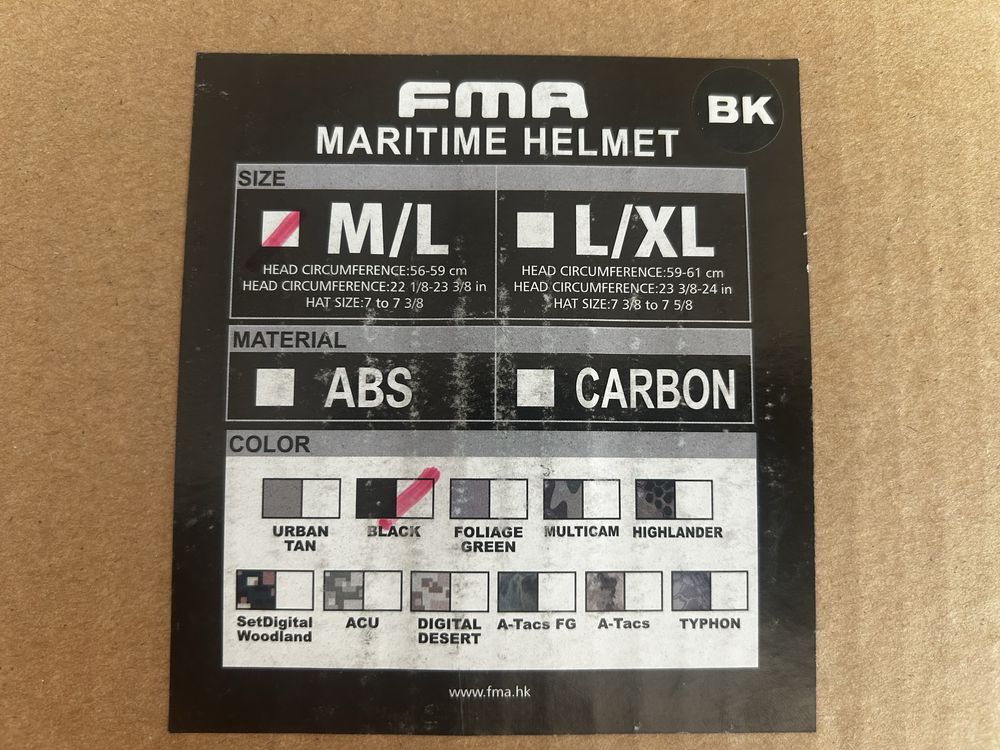 FMA
BK
MARITIME HELMET
SIZE
M/L
HEAD CIRCUMFERENCE:56-59 cm
HEAD CIRCUMFERENCE:22 1/8-23 3/8 in
HAT SIZE:7 to 7 3/8
L/XL
HEAD CIRCUMFERENCE:59-61 cm
HEAD CIRCUMFERENCE:23 3/8-24 in
HAT SIZE:7 3/8 to 7 5/8
MATERIAL
ABS
CARBON
COLOR
URBAN
TAN
BLACK
FOLIAGE
GREEN
MULTICAM
HIGHLANDER
SetDigital
Woodland
ACU
DIGITAL
DESERT
A-Tacs FG
A-Tacs
TYPHON
www.fma.hk